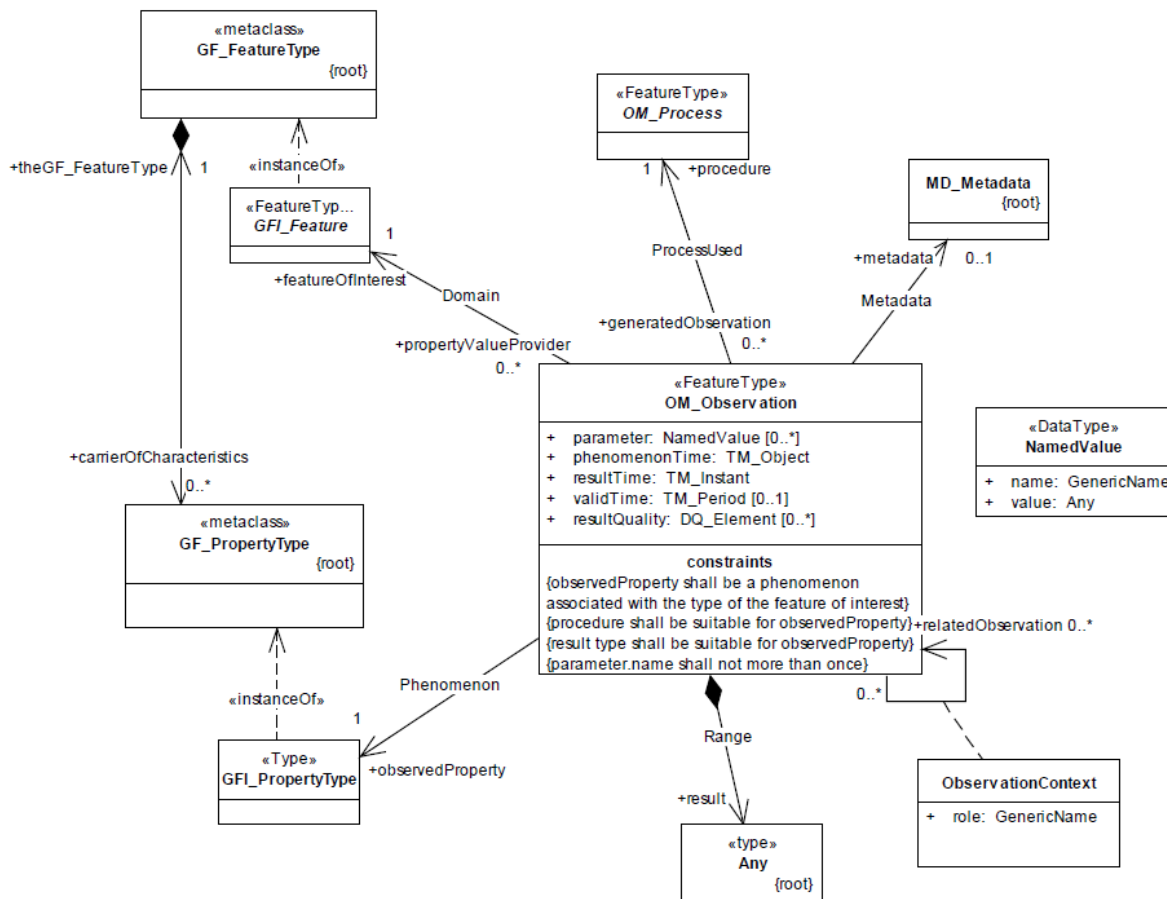 «metaclass»
GF_FeatureType
{root}
+theGF_FeatureType
1
«instanceOf»
«FeatureTyp...
GFI_Feature
1
+featureOfInterest
Domain
+propertyValueProvider
0..*
«FeatureType»
OM_Process
1
+procedure
ProcessUsed
+generatedObservation
0..*
MD_Metadata
{root}
+metadata
0..1
Metadata
«FeatureType»
OM_Observation
+ parameter: NamedValue [0..*]
+ phenomenonTime: TM_Object
+ resultTime: TM_Instant
+ validTime: TM_Period [0..1]
+ resultQuality: DQ_Element [0..*]
constraints
{observedProperty shall be a phenomenon
associated with the type of the feature of interest}
{procedure shall be suitable for observedProperty}
{result type shall be suitable for observedProperty}
{parameter.name shall not more than once}
«DataType»
NamedValue
+ name: GenericName
+ value: Any
+carrierOfCharacteristics
0..*
«metaclass»
GF_PropertyType
{root}
«instanceOf»
Phenomenon
1
«Type»
GFI_PropertyType
+observedProperty
+relatedObservation 0..*
0..*
Range
+result
«type»
Any
{root}
ObservationContext
+ role: GenericName